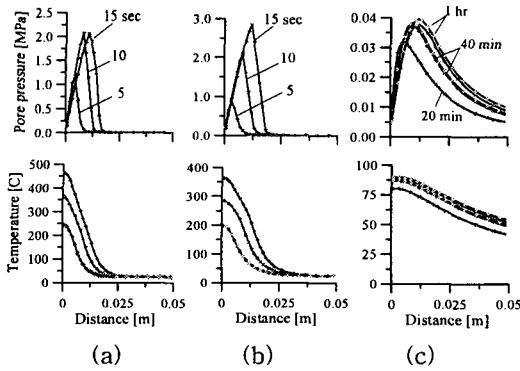 Pore pressure [MPa]
2.5
2.0
1.5
1.0
0.5
0.0
15 sec
10
5
3.0
2.0
1.0
0.0
15 sec
10
5
0.04
0.03
0.02
0.01
0.00
1 hr
40 min
20 min
Temperature [C]
500
400
300
200
100
0
0 0.025 0.05
Distance [m]
400
300
200
100
0
0 0.025 0.05
Distance [m]
100
75
50
25
0
0 0.025 0.05
Distance [m]
(a) (b) (c)